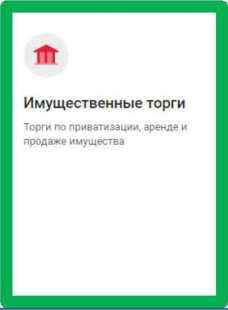 Имущественные торги
Торги по приватизации, аренде и
продаже имущества